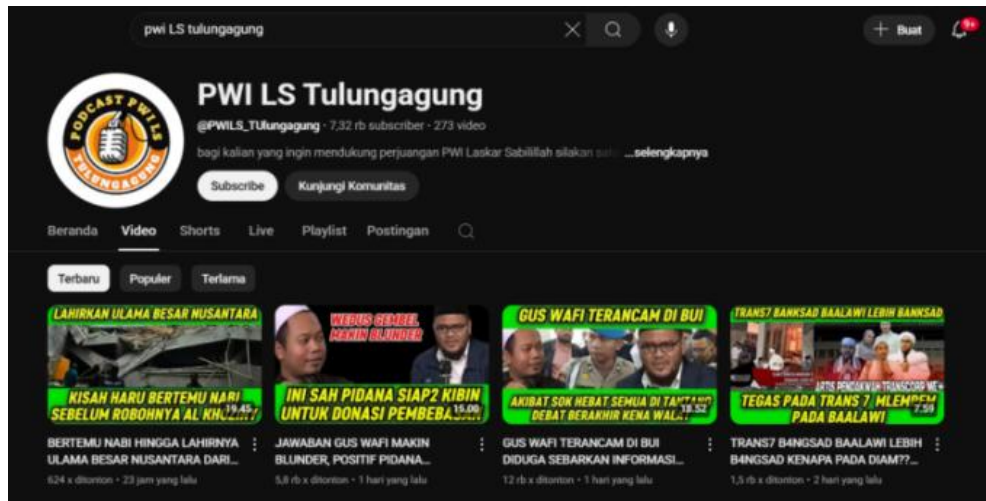 pwi LS tulungagung
Buat
9+
PODCAST PWI LS
TULUNGAGUNG
PWI LS Tulungagung
@PWILS_TUlungagung · 7,32 rb subscriber · 273 video
bagi kalian yang ingin mendukung perjuangan PWI Laskar Sabilillah silakan ...selengkapnya
Subscribe
Kunjungi Komunitas
Beranda Video Shorts Live Playlist Postingan
Terbaru Populer Terlama
LAHIRKAN ULAMA BESAR NUSANTARA
KISAH HARU BERTEMU NABI
SEBELUM ROBOHNYA AL
19.45
BERTEMU NABI HINGGA LAHIRNYA
ULAMA BESAR NUSANTARA DARI...
624 x ditonton · 23 jam yang lalu
WEDUS GEMBEL
MAKIN BLUNDER
INI SAH PIDANA SIAP2 KIBIN
UNTUK DONASI
15.00
JAWABAN GUS WAFI MAKIN
BLUNDER, POSITIF PIDANA...
5,8 rb x ditonton · 1 hari yang lalu
GUS WAFI TERANCAM DI BUI
AKIBAT SOK HEBAT SEMUA DI
DEBAT BERAKHIR KENA
18.52
GUS WAFI TERANCAM DI BUI
DIDUGA SEBARKAN INFORMASI...
12 rb x ditonton · 1 hari yang lalu
TRANS7 BANKSAD BAALAWI LEBIH BANKSAD
ARTIS PENDAKWAH TRANSCORP
TEGAS PADA TRANS 7, MLEMPEM
PADA BAALAWI
7.59
TRANS7 B4NGSAD BAALAWI LEBIH
B4NGSAD KENAPA PADA DIAM??...
1,5 rb x ditonton · 2 hari yang lalu